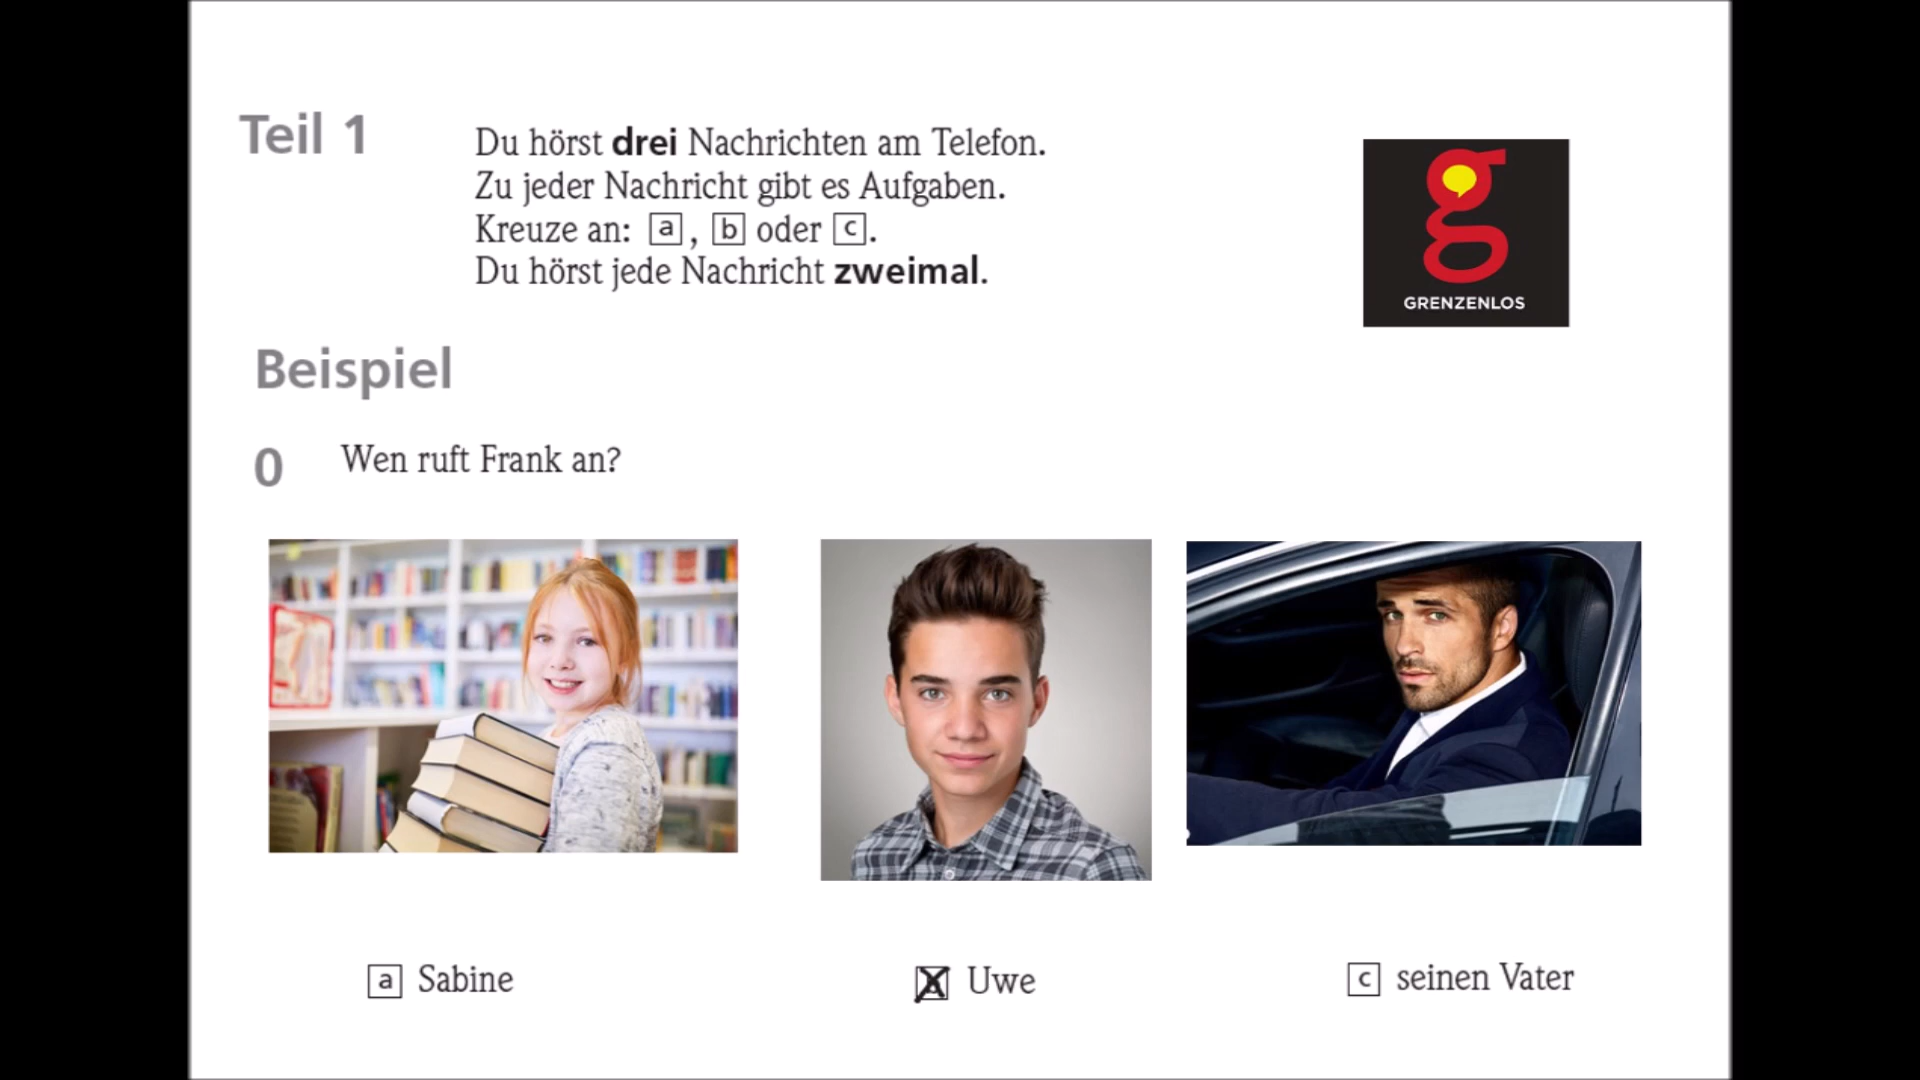 Teil 1
Du hörst drei Nachrichten am Telefon.
Zu jeder Nachricht gibt es Aufgaben.
Kreuze an: a, b oder c.
Du hörst jede Nachricht zweimal.
g
GRENZENLOS
Beispiel
0 Wen ruft Frank an?
a Sabine
b Uwe
c seinen Vater